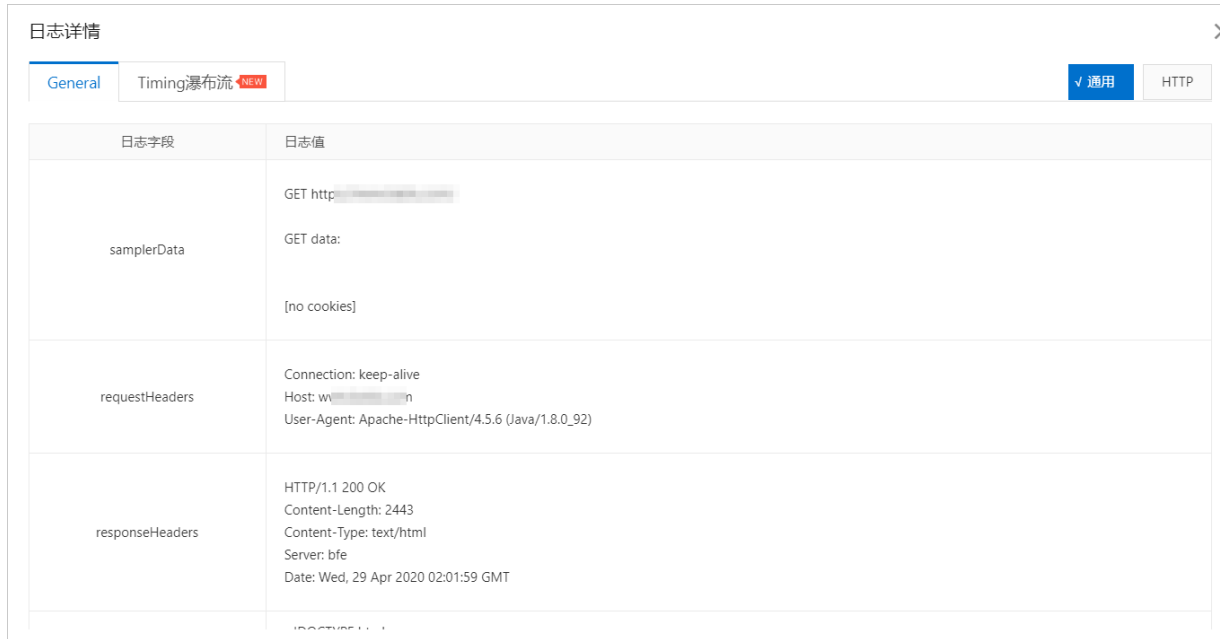 日志详情
General
Timing瀑布流
NEW
√ 通用
HTTP
日志字段
日志值
samplerData
GET http
GET data:
[no cookies]
requestHeaders
Connection: keep-alive
Host:
User-Agent: Apache-HttpClient/4.5.6 (Java/1.8.0_92)
responseHeaders
HTTP/1.1 200 OK
Content-Length: 2443
Content-Type: text/html
Server: bfe
Date: Wed, 29 Apr 2020 02:01:59 GMT